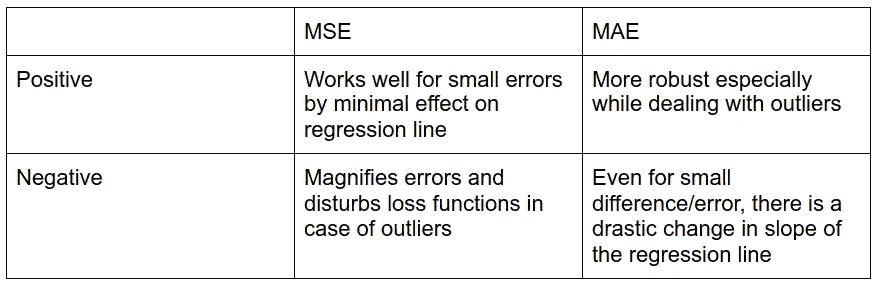 MSE
MAE
Positive
Works well for small errors
by minimal effect on
regression line
More robust especially
while dealing with outliers
Negative
Magnifies errors and
disturbs loss functions in
case of outliers
Even for small
difference/error, there is a
drastic change in slope of
the regression line